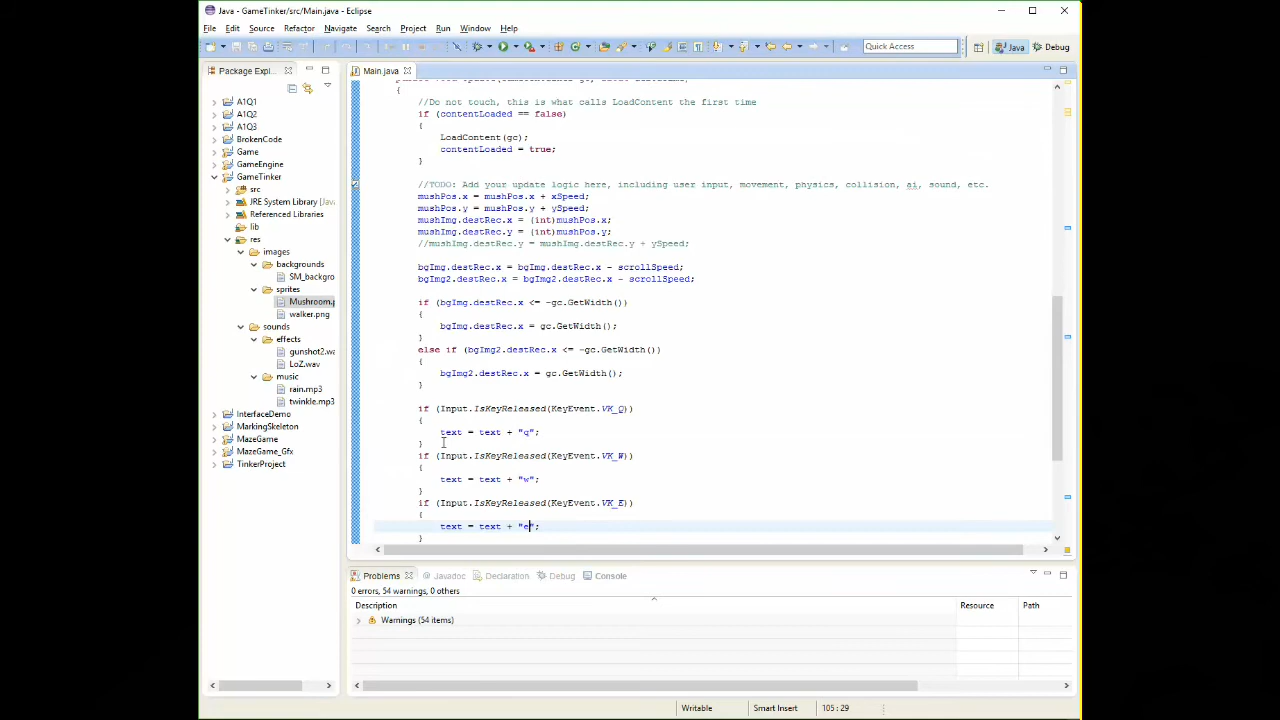 Java - GameTinker/src/Main.java - Eclipse
File Edit Source Refactor Navigate Search Project Run Window Help
Quick Access
Java
Debug
Package Expl...
Main.java
A1Q1
A1Q2
A1Q3
BrokenCode
Game
GameEngine
GameTinker
src
JRE System Library [Java
Referenced Libraries
lib
res
images
backgrounds
SM_backgro
sprites
Mushroom.p
walker.png
sounds
effects
gunshot2.wa
LoZ.wav
music
rain.mp3
twinkle.mp3
InterfaceDemo
MarkingSkeleton
MazeGame
MazeGame_Gfx
TinkerProject
{
//Do not touch, this is what calls LoadContent the first time
if (contentLoaded == false)
{
LoadContent(gc);
contentLoaded = true;
}
//TODO: Add your update logic here, including user input, movement, physics, collision, ai, sound, etc.
mushPos.x = mushPos.x + xSpeed;
mushPos.y = mushPos.y + ySpeed;
mushImg.destRec.x = (int)mushPos.x;
mushImg.destRec.y = (int)mushPos.y;
//mushImg.destRec.y = mushImg.destRec.y + ySpeed;
bgImg.destRec.x = bgImg.destRec.x - scrollSpeed;
bgImg2.destRec.x = bgImg2.destRec.x - scrollSpeed;
if (bgImg.destRec.x <= -gc.GetWidth())
{
bgImg.destRec.x = gc.GetWidth();
}
else if (bgImg2.destRec.x <= -gc.GetWidth())
{
bgImg2.destRec.x = gc.GetWidth();
}
if (Input.IsKeyReleased(KeyEvent.VK_Q))
{
text = text + "q";
}
if (Input.IsKeyReleased(KeyEvent.VK_W))
{
text = text + "w";
}
if (Input.IsKeyReleased(KeyEvent.VK_E))
{
text = text + "e";
}
Problems @ Javadoc Declaration Debug Console
0 errors, 54 warnings, 0 others
Description Resource Path
Warnings (54 items)
Writable Smart Insert 105 : 29